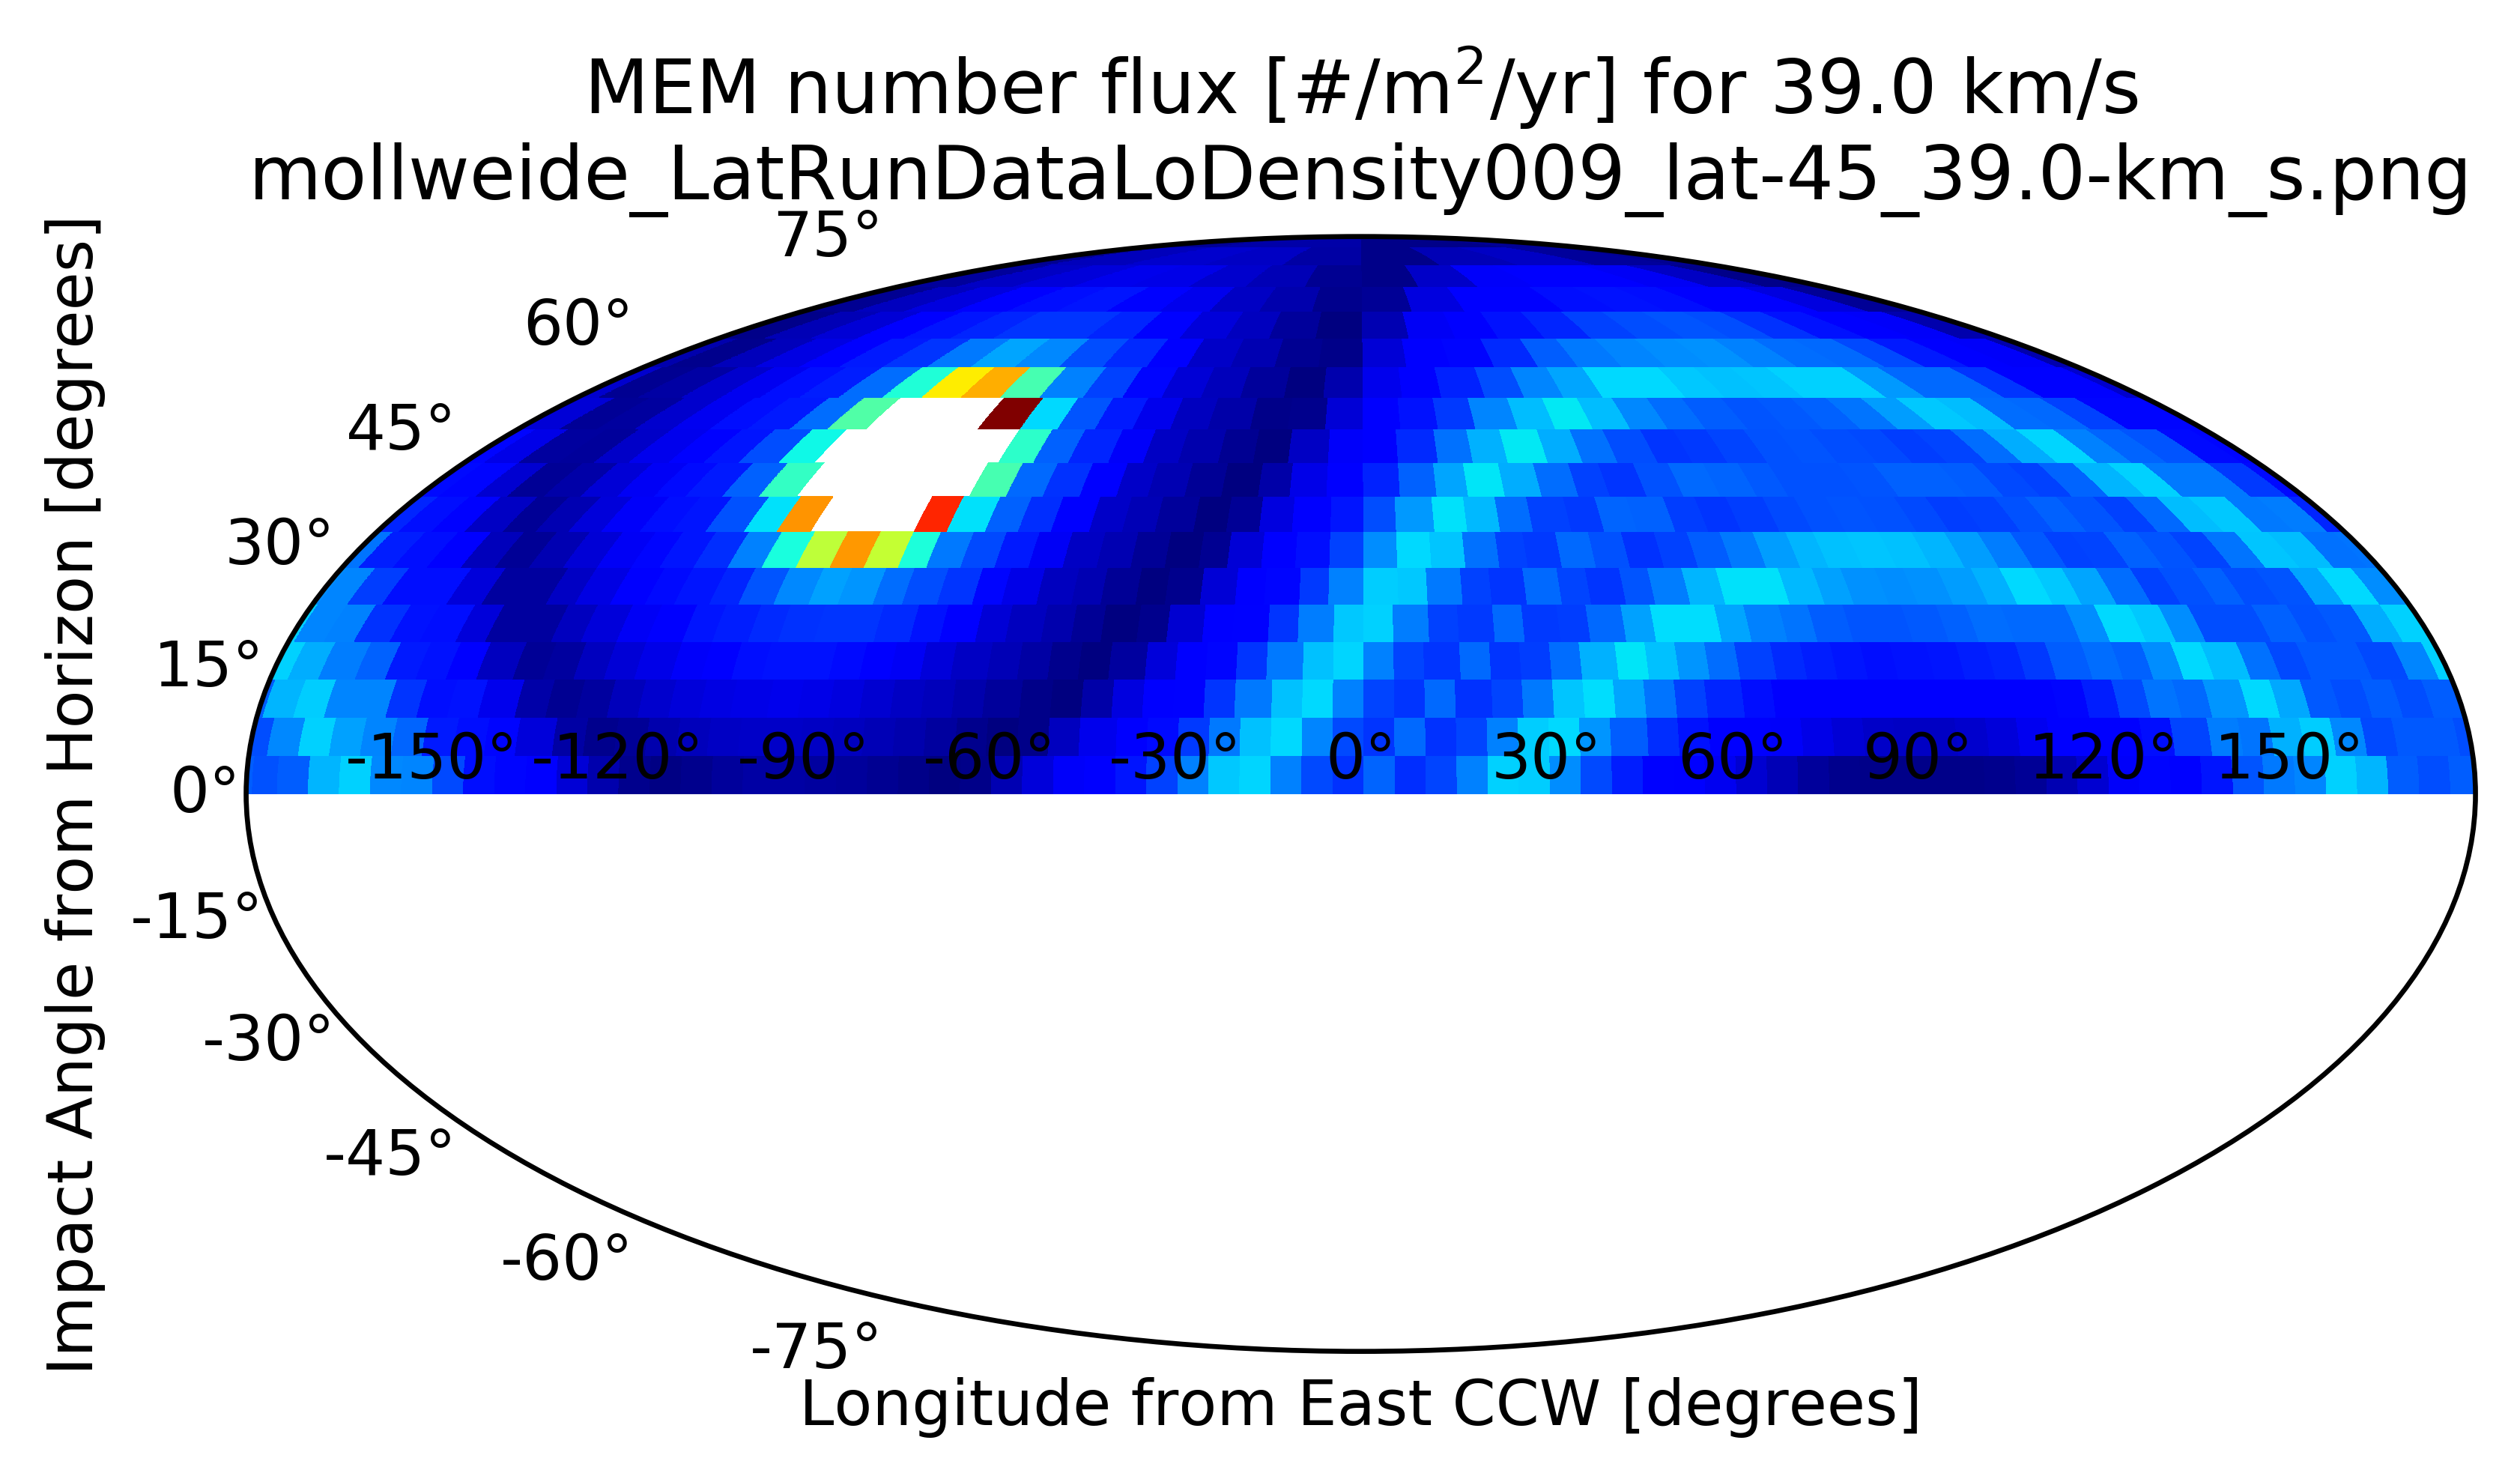 MEM number flux [#/m²/yr] for 39.0 km/s
mollweide_LatRunDataLoDensity009_lat-45_39.0-km_s.png
Impact Angle from Horizon [degrees]
75°
60°
45°
30°
15°
0°
-15°
-30°
-45°
-60°
-75°
-150° -120° -90° -60° -30° 0° 30° 60° 90° 120° 150°
Longitude from East CCW [degrees]